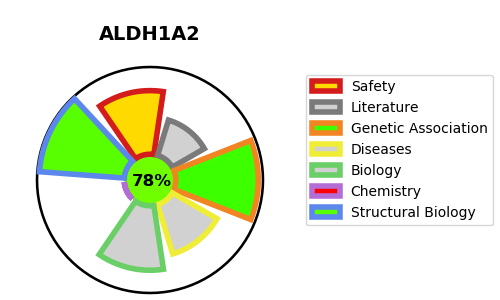 ALDH1A2
78%
Safety
Literature
Genetic Association
Diseases
Biology
Chemistry
Structural Biology